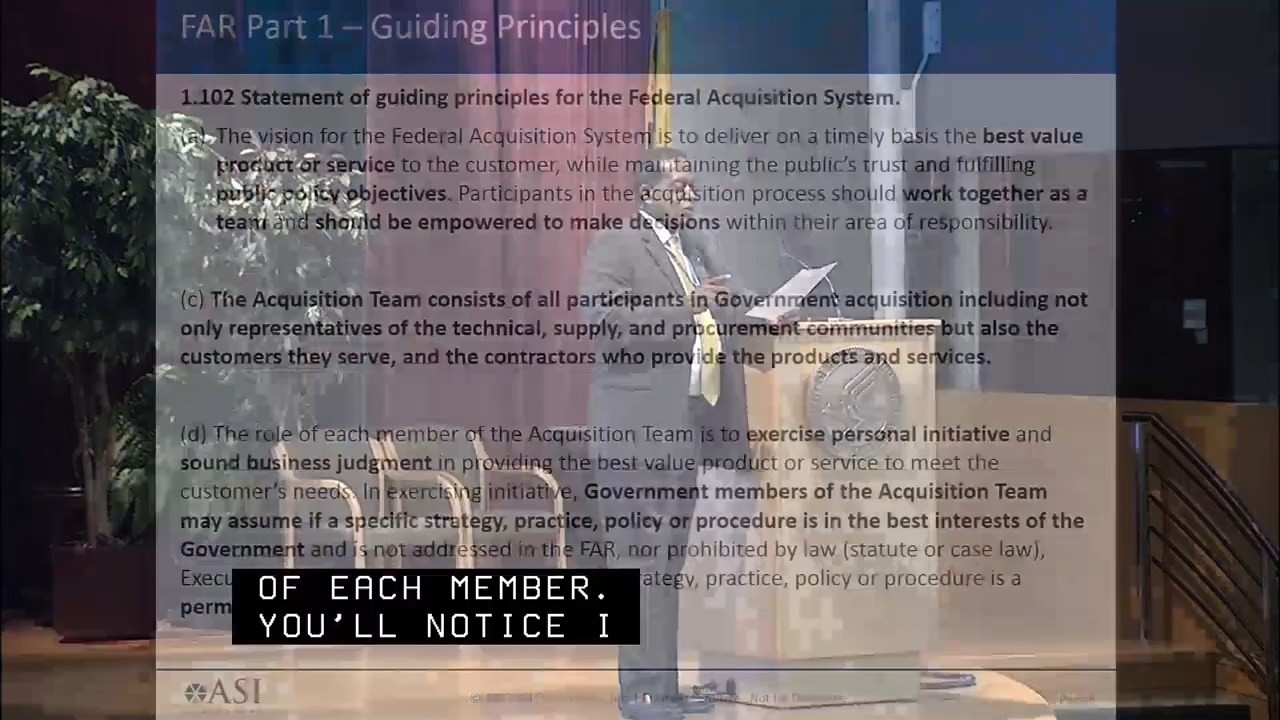 FAR Part 1 – Guiding Principles
1.102 Statement of guiding principles for the Federal Acquisition System.
(a) The vision for the Federal Acquisition System is to deliver on a timely basis the best value
product or service to the customer, while maintaining the public's trust and fulfilling
public policy objectives. Participants in the acquisition process should work together as a
team and should be empowered to make decisions within their area of responsibility.
(c) The Acquisition Team consists of all participants in Government acquisition including not
only representatives of the technical, supply, and procurement communities but also the
customers they serve, and the contractors who provide the products and services.
(d) The role of each member of the Acquisition Team is to exercise personal initiative and
sound business judgment in providing the best value product or service to meet the
customer's needs. In exercising initiative, Government members of the Acquisition Team
may assume if a specific strategy, practice, policy or procedure is in the best interests of the
Government and is not addressed in the FAR, nor prohibited by law (statute or case law),
practice, policy or procedure is a
OF EACH MEMBER.
YOU'LL NOTICE I
ASI